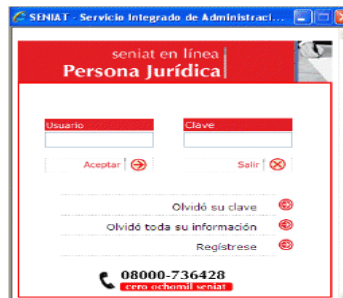 SENIAT - Servicio Integrado de Administraci...
seniat en línea
Persona Jurídica
Usuario
Clave
Aceptar
Salir
Olvidó su clave
Olvidó toda su información
Regístrese
08000-736428
cero ochomil seniat